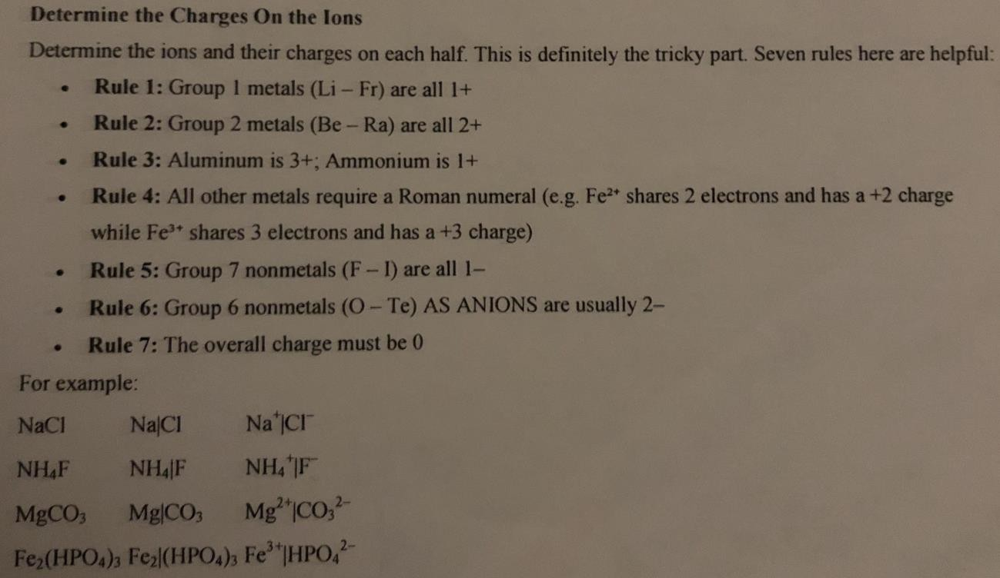 Determine the Charges On the Ions
Determine the ions and their charges on each half. This is definitely the tricky part. Seven rules here are helpful:
• Rule 1: Group 1 metals (Li – Fr) are all 1+
• Rule 2: Group 2 metals (Be – Ra) are all 2+
• Rule 3: Aluminum is 3+; Ammonium is 1+
• Rule 4: All other metals require a Roman numeral (e.g. Fe²⁺ shares 2 electrons and has a +2 charge
while Fe³⁺ shares 3 electrons and has a +3 charge)
• Rule 5: Group 7 nonmetals (F – I) are all 1–
• Rule 6: Group 6 nonmetals (O – Te) AS ANIONS are usually 2–
• Rule 7: The overall charge must be 0
For example:
NaCl Na|Cl Na⁺|Cl⁻
NH₄F NH₄|F NH₄⁺|F⁻
MgCO₃ Mg|CO₃ Mg²⁺|CO₃²⁻
Fe₂(HPO₄)₃ Fe₂|(HPO₄)₃ Fe³⁺|HPO₄²⁻